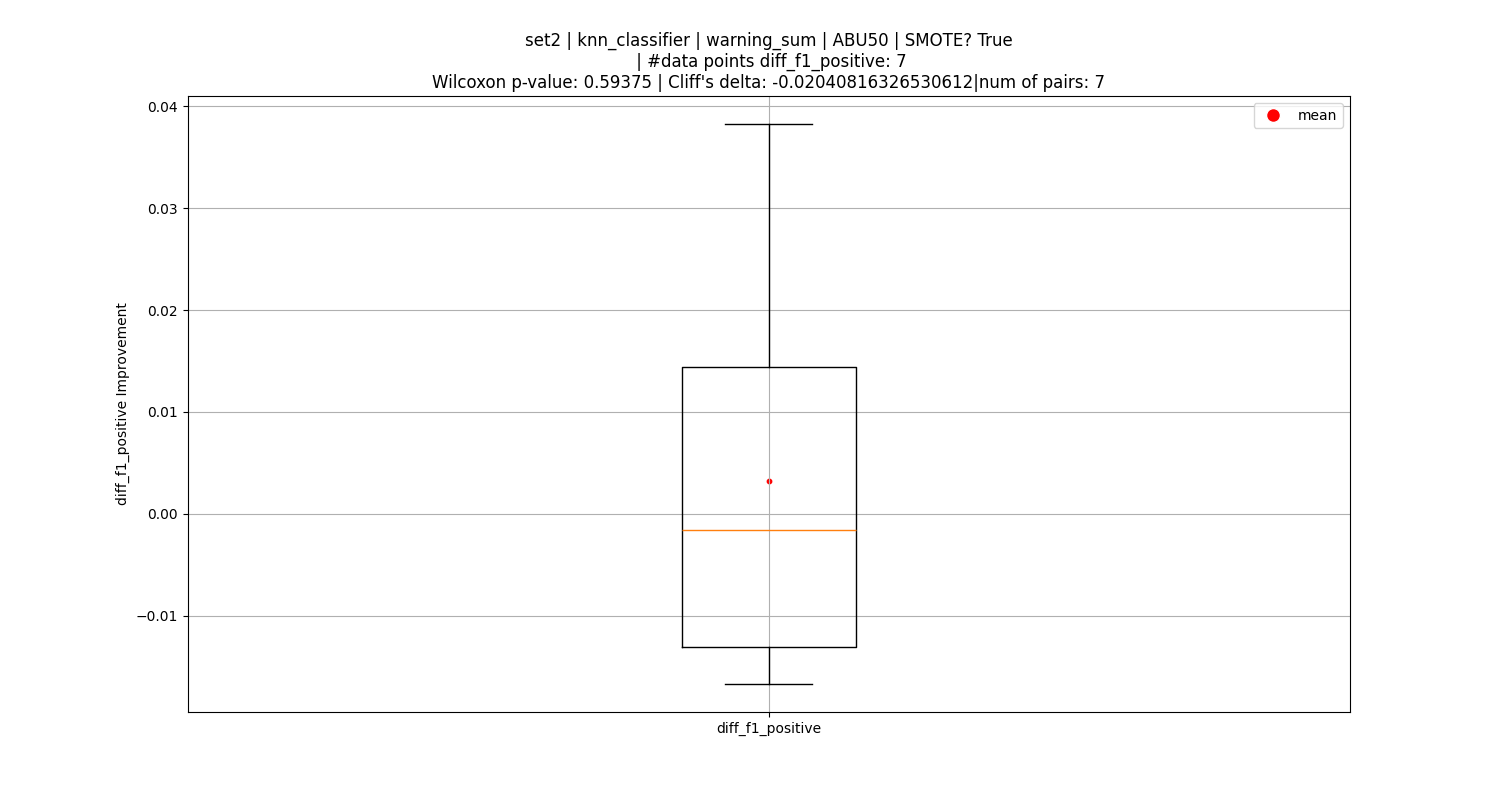 set2 | knn_classifier | warning_sum | ABU50 | SMOTE? True
| #data points diff_f1_positive: 7
Wilcoxon p-value: 0.59375 | Cliff's delta: -0.02040816326530612|num of pairs: 7
mean
0.04
0.03
0.02
0.01
0.00
−0.01
diff_f1_positive Improvement
diff_f1_positive